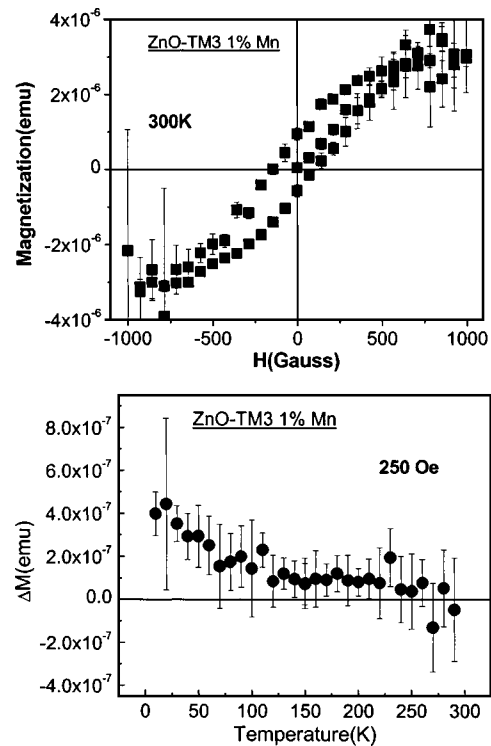 4x10⁻⁶
ZnO-TM3 1% Mn
2x10⁻⁶
300K
0
-2x10⁻⁶
-4x10⁻⁶
Magnetization(emu)
-1000 -500 0 500 1000
H(Gauss)
ZnO-TM3 1% Mn
8.0x10⁻⁷
250 Oe
6.0x10⁻⁷
4.0x10⁻⁷
2.0x10⁻⁷
0.0
-2.0x10⁻⁷
-4.0x10⁻⁷
ΔM(emu)
0 50 100 150 200 250 300
Temperature(K)